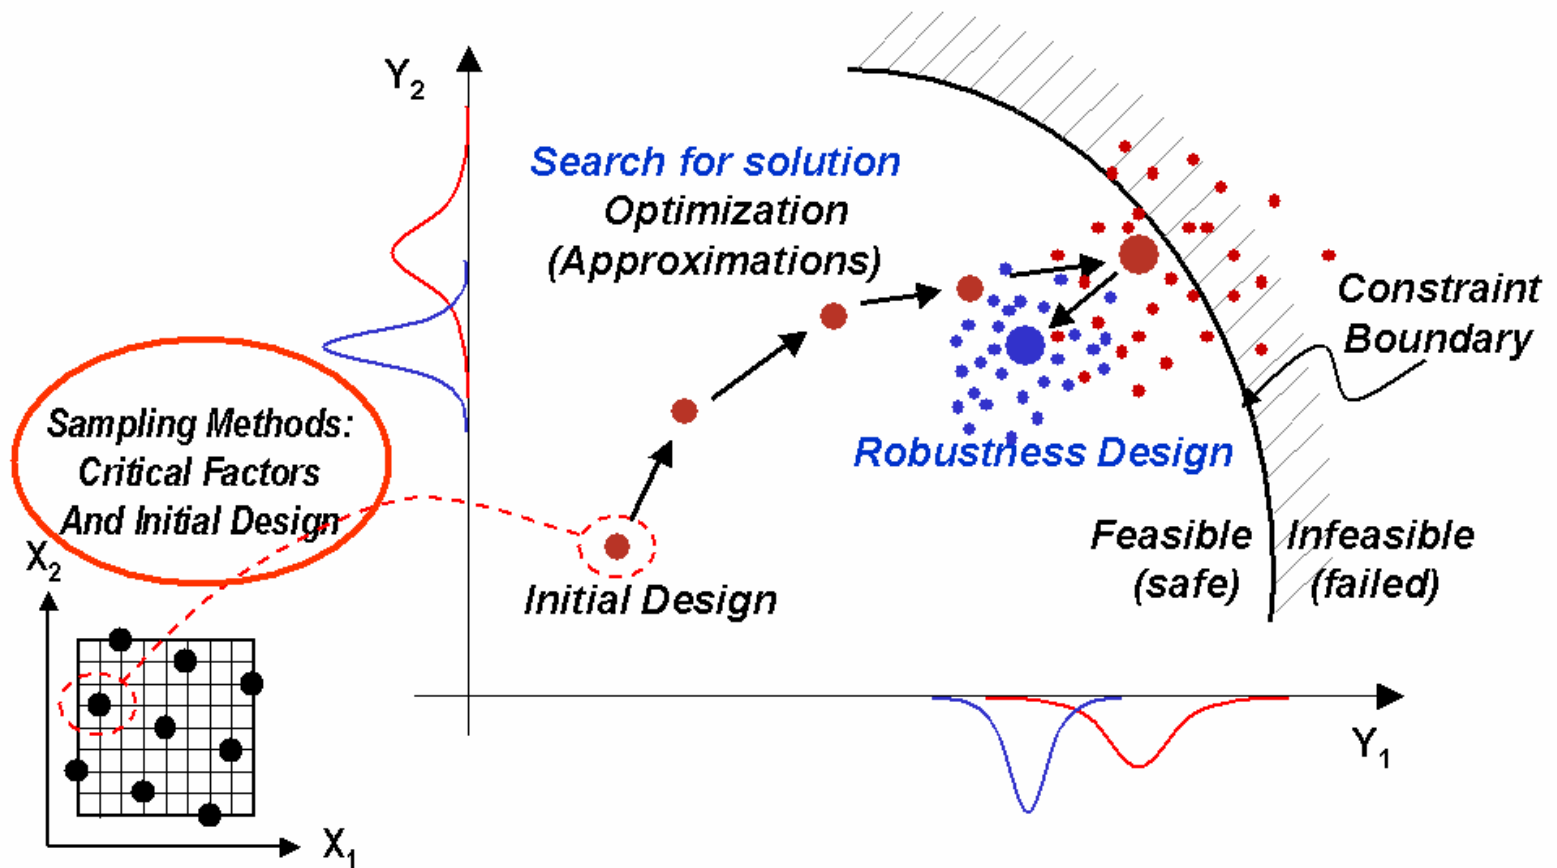 Y2
Search for solution
Optimization
(Approximations)
Constraint
Boundary
Sampling Methods:
Critical Factors
And Initial Design
Robustness Design
Feasible
(safe)
Infeasible
(failed)
Initial Design
X2
X1
Y1